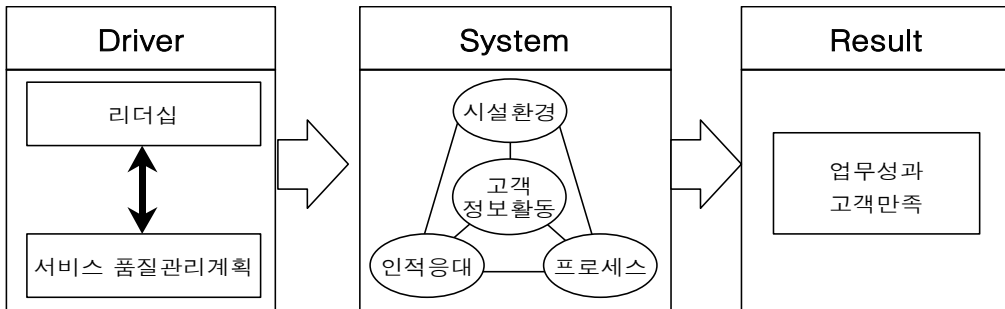 Driver
리더십
서비스 품질관리계획
System
시설환경
고객
정보활동
인적응대
프로세스
Result
업무성과
고객만족